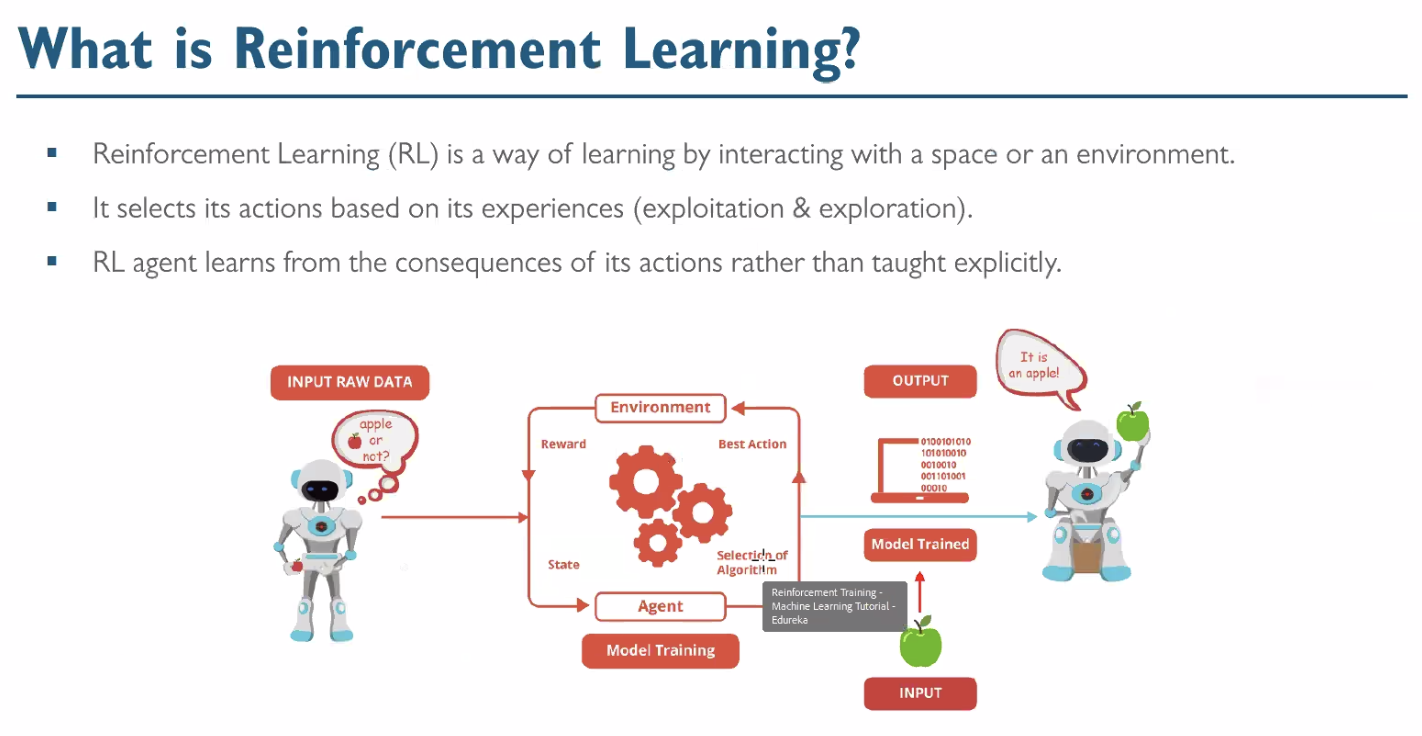 What is Reinforcement Learning?
Reinforcement Learning (RL) is a way of learning by interacting with a space or an environment.
It selects its actions based on its experiences (exploitation & exploration).
RL agent learns from the consequences of its actions rather than taught explicitly.
INPUT RAW DATA
apple
or
not?
Environment
Reward
Best Action
State
Selection of
Algorithm
Agent
Model Training
OUTPUT
0100101010
101010010
0010010
001101001
00010
Model Trained
Reinforcement Training -
Machine Learning Tutorial -
Edureka
INPUT
It is
an apple!